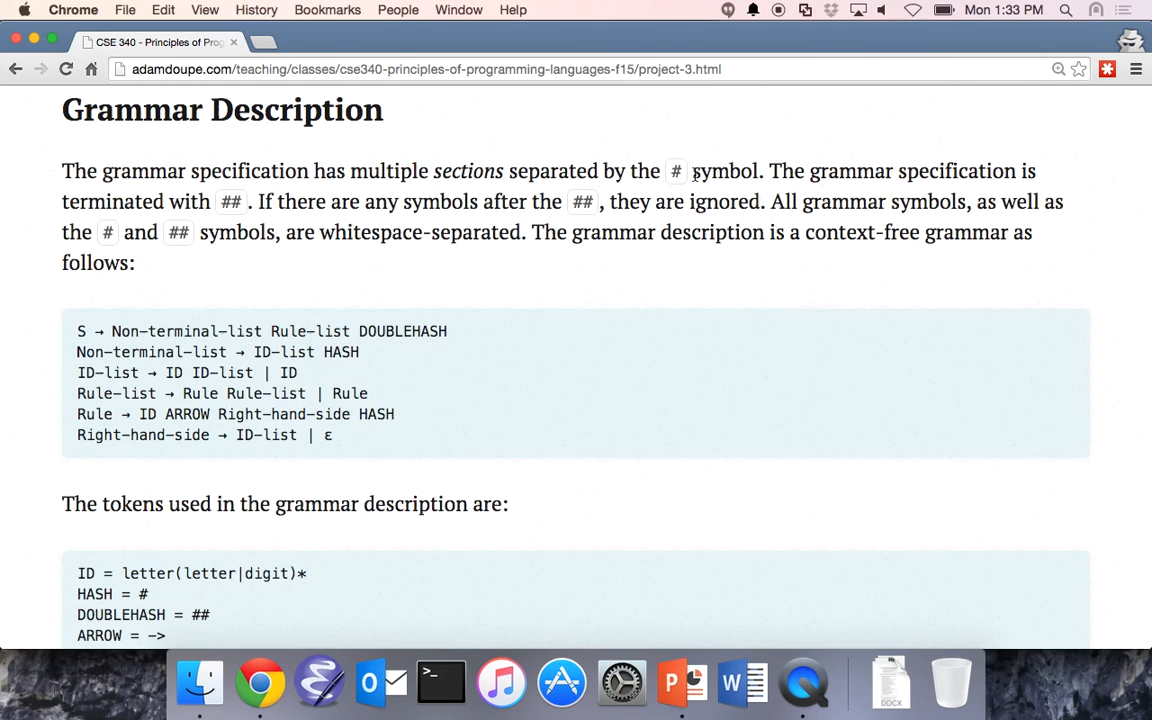 Chrome File Edit View History Bookmarks People Window Help Mon 1:33 PM
CSE 340 - Principles of Prog
adamdoupe.com/teaching/classes/cse340-principles-of-programming-languages-f15/project-3.html
Grammar Description
The grammar specification has multiple sections separated by the # symbol. The grammar specification is
terminated with ## . If there are any symbols after the ## , they are ignored. All grammar symbols, as well as
the # and ## symbols, are whitespace-separated. The grammar description is a context-free grammar as
follows:
S → Non-terminal-list Rule-list DOUBLEHASH
Non-terminal-list → ID-list HASH
ID-list → ID ID-list | ID
Rule-list → Rule Rule-list | Rule
Rule → ID ARROW Right-hand-side HASH
Right-hand-side → ID-list | ε
The tokens used in the grammar description are:
ID = letter(letter|digit)*
HASH = #
DOUBLEHASH = ##
ARROW = ->
DOCX